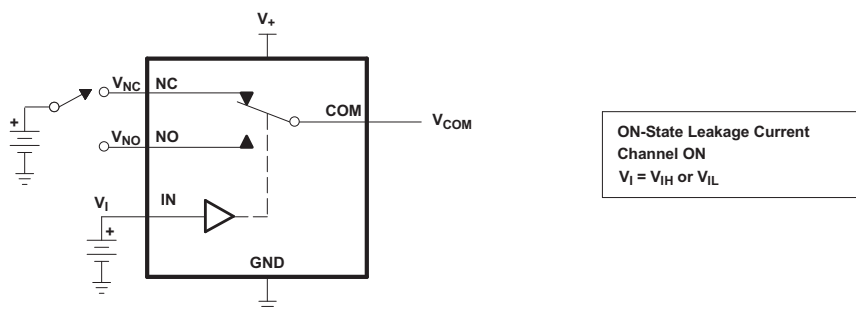 V+
+
VNC NC
COM
VCOM
VNO NO
VI
IN
+
GND
ON-State Leakage Current
Channel ON
VI = VIH or VIL